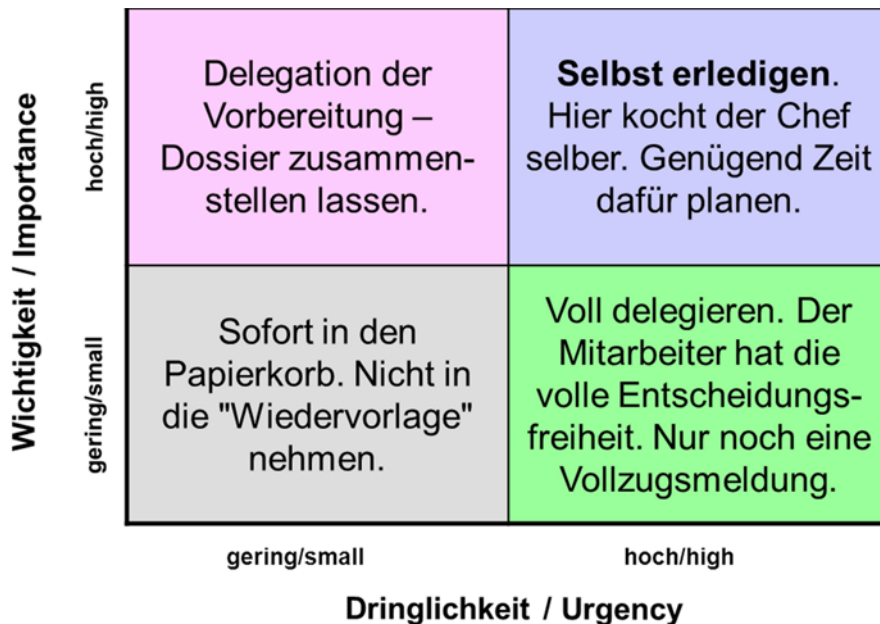 Wichtigkeit / Importance
hoch/high
Delegation der
Vorbereitung –
Dossier zusammen-
stellen lassen.
Selbst erledigen.
Hier kocht der Chef
selber. Genügend Zeit
dafür planen.
gering/small
Sofort in den
Papierkorb. Nicht in
die "Wiedervorlage"
nehmen.
Voll delegieren. Der
Mitarbeiter hat die
volle Entscheidungs-
freiheit. Nur noch eine
Vollzugsmeldung.
gering/small
hoch/high
Dringlichkeit / Urgency